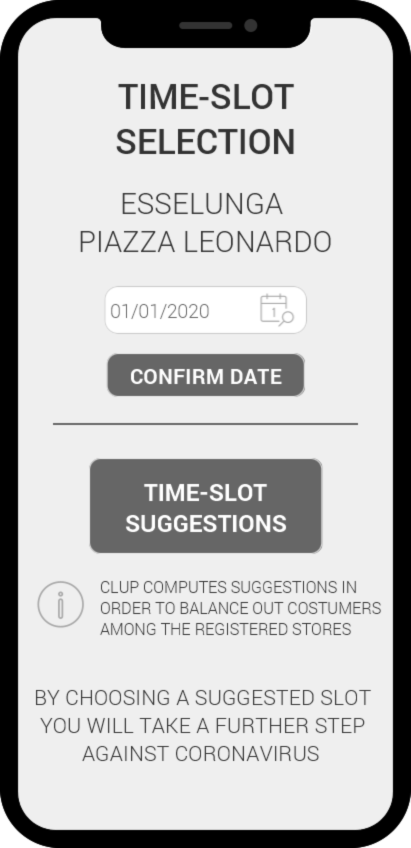 TIME-SLOT
SELECTION
ESSELUNGA
PIAZZA LEONARDO
01/01/2020
1
CONFIRM DATE
TIME-SLOT
SUGGESTIONS
i
CLUP COMPUTES SUGGESTIONS IN
ORDER TO BALANCE OUT COSTUMERS
AMONG THE REGISTERED STORES
BY CHOOSING A SUGGESTED SLOT
YOU WILL TAKE A FURTHER STEP
AGAINST CORONAVIRUS